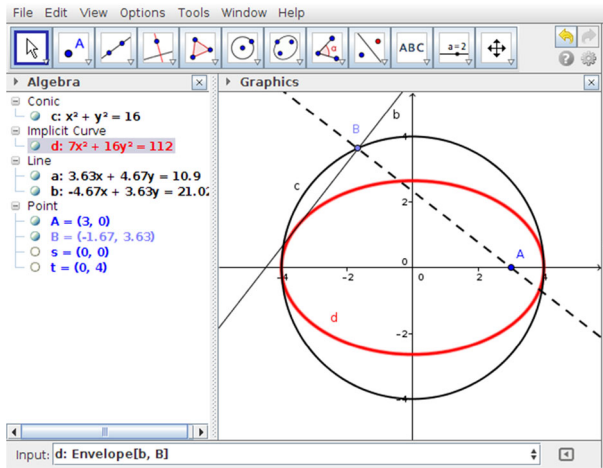 File Edit View Options Tools Window Help
A
α
ABC
a=2
Algebra
Graphics
Conic
c: x² + y² = 16
Implicit Curve
d: 7x² + 16y² = 112
Line
a: 3.63x + 4.67y = 10.9
b: -4.67x + 3.63y = 21.02
Point
A = (3, 0)
B = (-1.67, 3.63)
s = (0, 0)
t = (0, 4)
b
4
B
c
2
0
A
-4 -2 0 2 4
d
-2
-4
Input: d: Envelope[b, B]